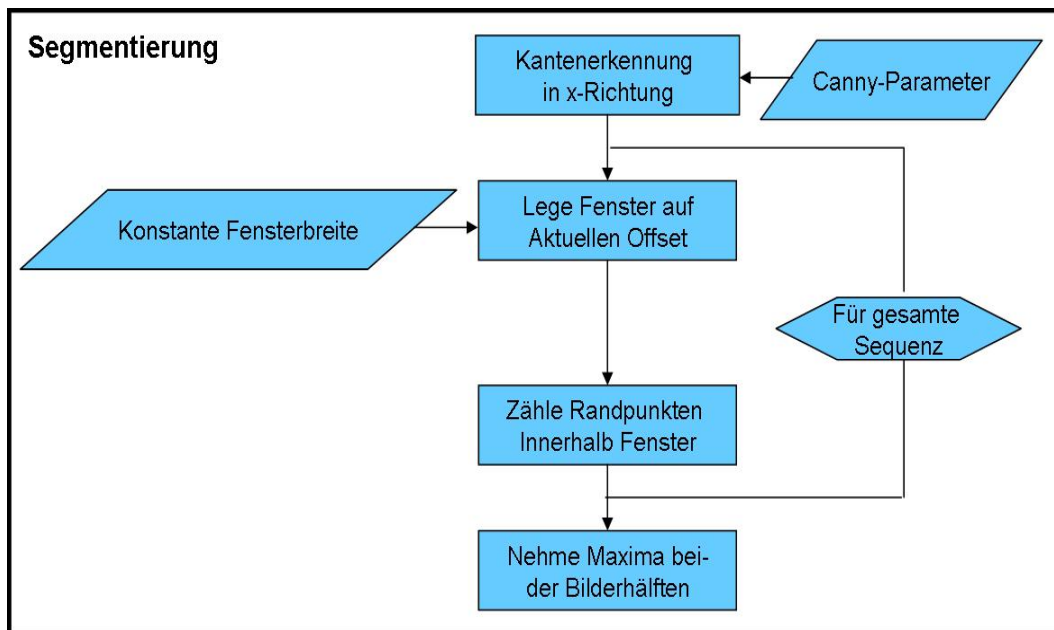 Segmentierung
Kantenerkennung
in x-Richtung
Canny-Parameter
Lege Fenster auf
Aktuellen Offset
Konstante Fensterbreite
Für gesamte
Sequenz
Zähle Randpunkten
Innerhalb Fenster
Nehme Maxima bei-
der Bilderhälften